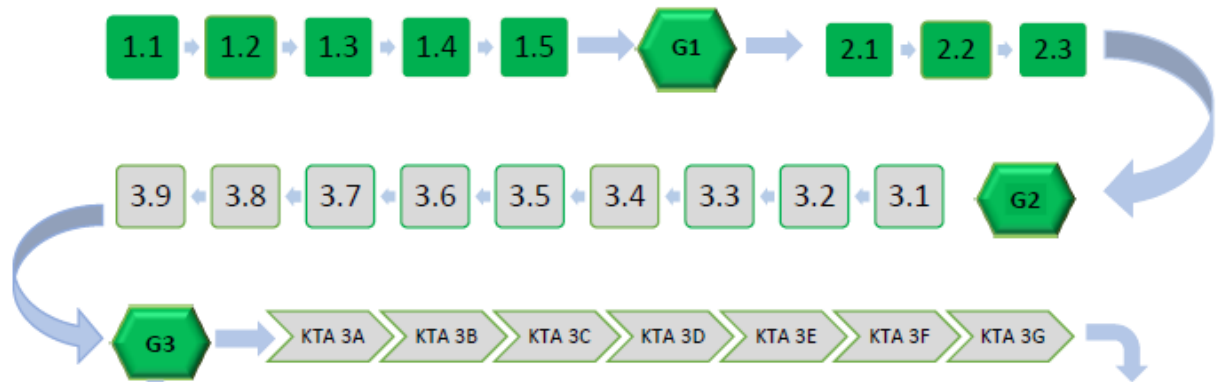 1.1 1.2 1.3 1.4 1.5 G1 2.1 2.2 2.3
3.9 3.8 3.7 3.6 3.5 3.4 3.3 3.2 3.1 G2
G3 KTA 3A KTA 3B KTA 3C KTA 3D KTA 3E KTA 3F KTA 3G